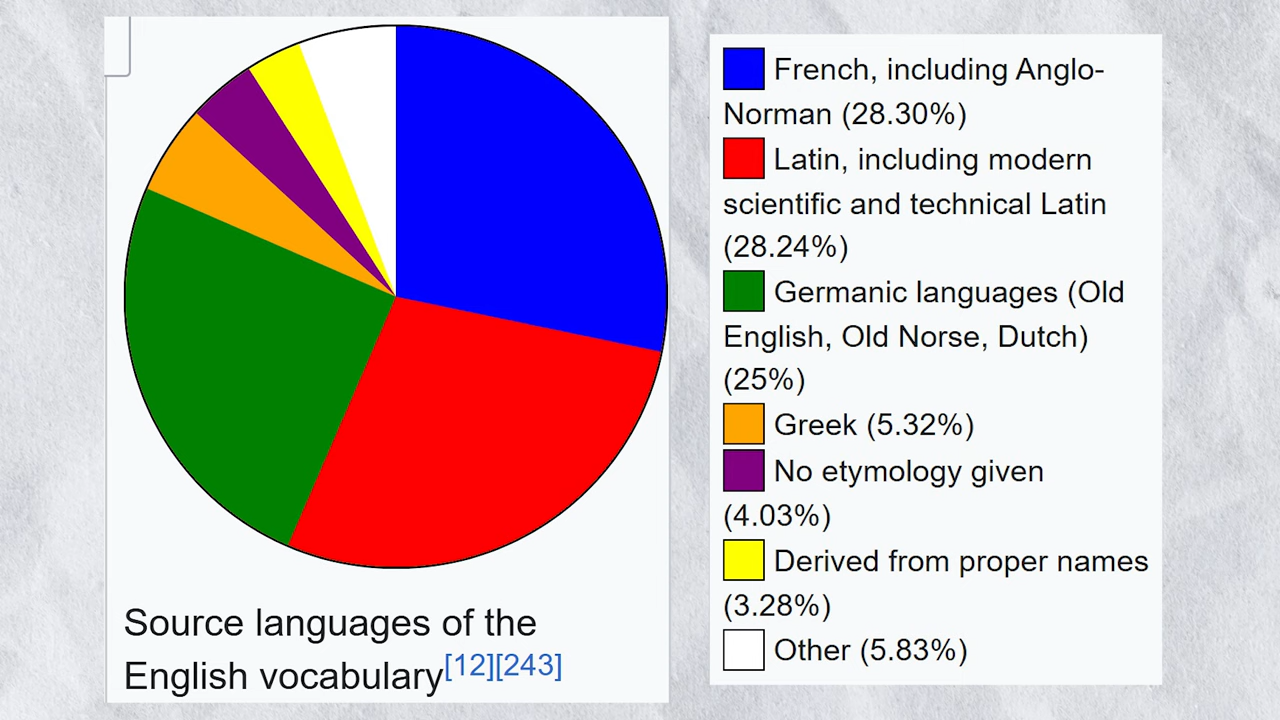 Source languages of the
English vocabulary[12][243]
French, including Anglo-
Norman (28.30%)
Latin, including modern
scientific and technical Latin
(28.24%)
Germanic languages (Old
English, Old Norse, Dutch)
(25%)
Greek (5.32%)
No etymology given
(4.03%)
Derived from proper names
(3.28%)
Other (5.83%)